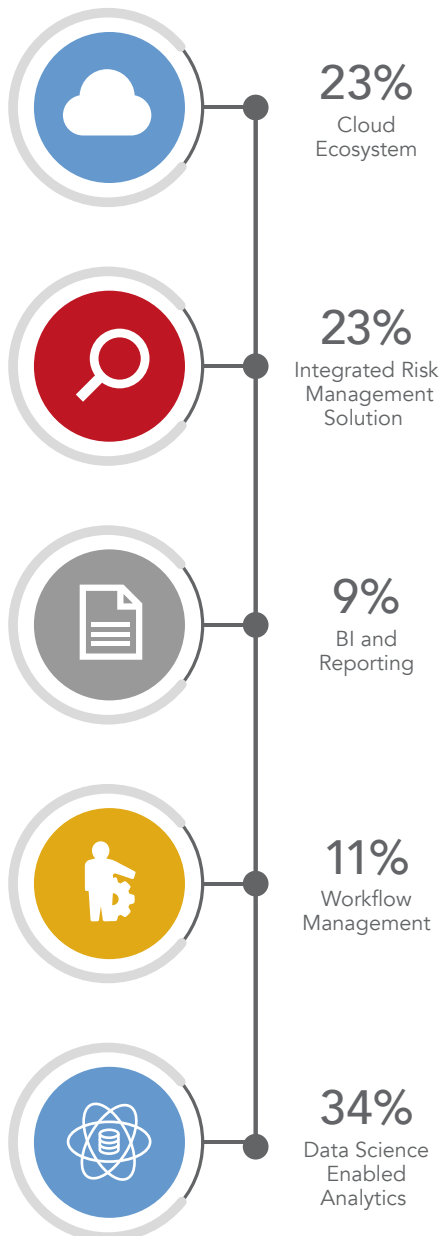 23%
Cloud
Ecosystem
23%
Integrated Risk
Management
Solution
9%
BI and
Reporting
11%
Workflow
Management
34%
Data Science
Enabled
Analytics